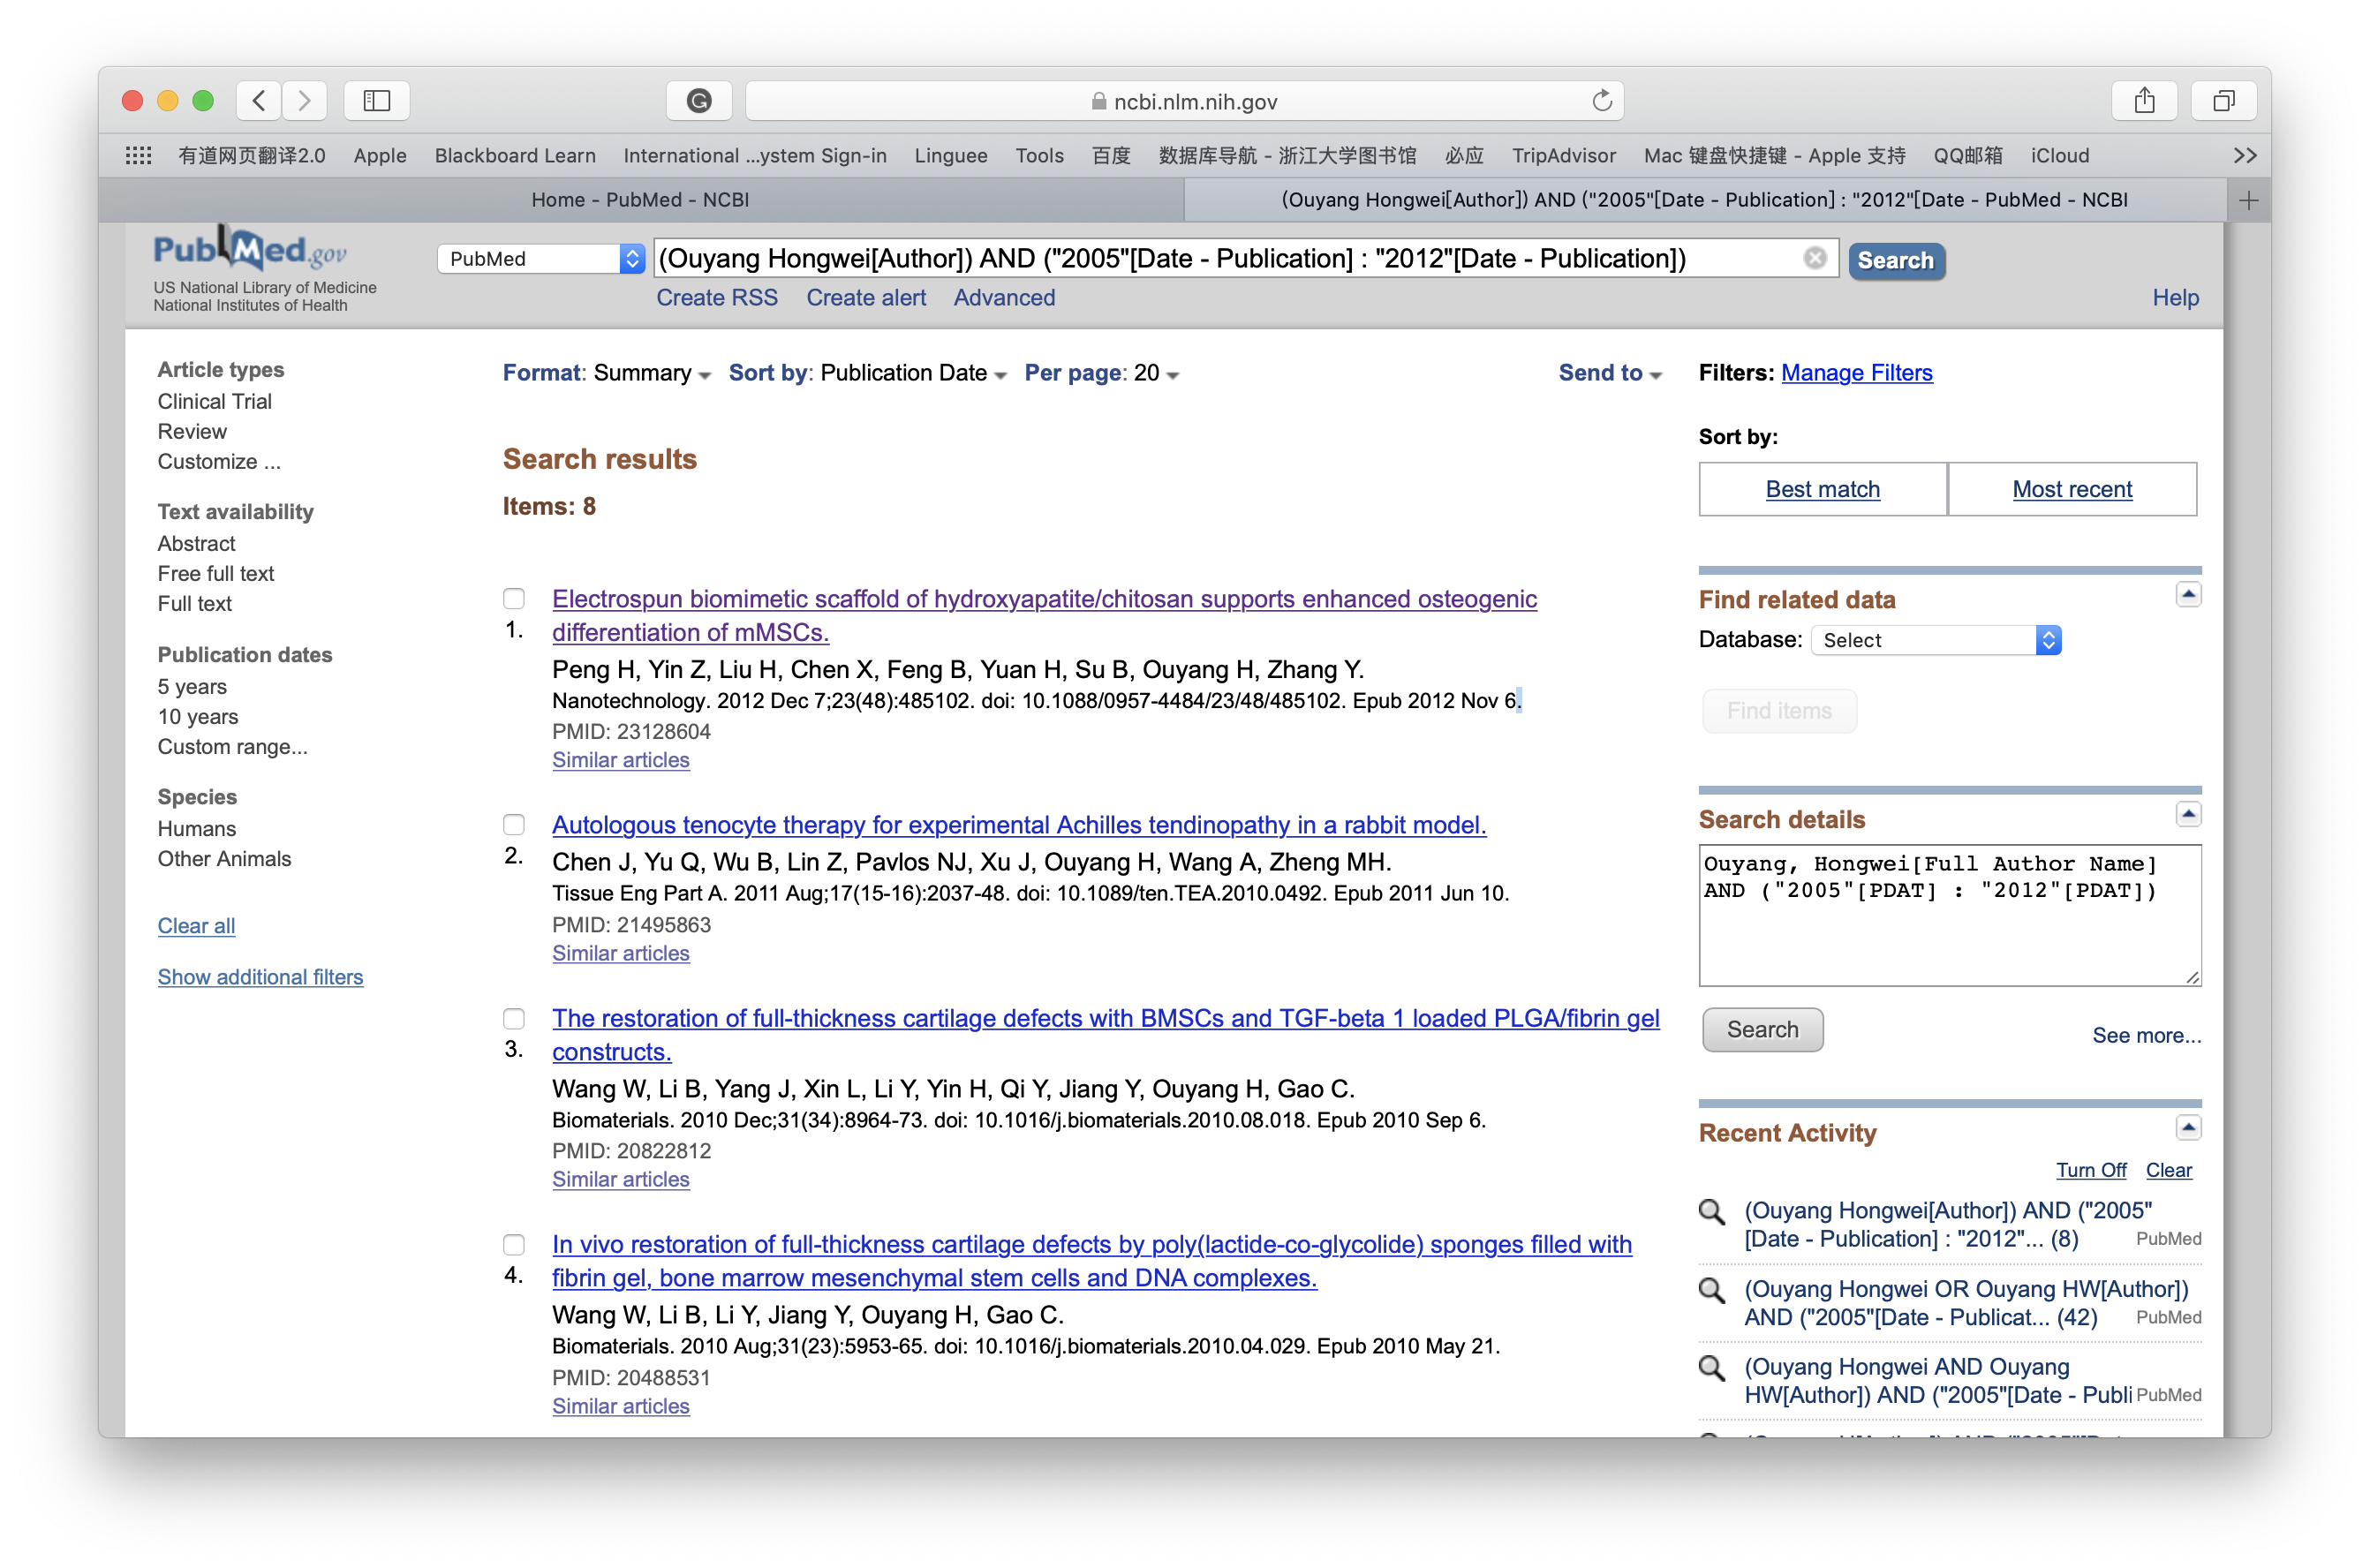 ncbi.nlm.nih.gov
有道网页翻译2.0 Apple Blackboard Learn International ...ystem Sign-in Linguee Tools 百度 数据库导航 - 浙江大学图书馆 必应 TripAdvisor Mac 键盘快捷键 - Apple 支持 QQ邮箱 iCloud
Home - PubMed - NCBI
(Ouyang Hongwei[Author]) AND ("2005"[Date - Publication] : "2012"[Date - PubMed - NCBI
PubMed.gov
US National Library of Medicine
National Institutes of Health
PubMed
(Ouyang Hongwei[Author]) AND ("2005"[Date - Publication] : "2012"[Date - Publication])
Search
Create RSS Create alert Advanced
Help
Article types
Clinical Trial
Review
Customize ...
Text availability
Abstract
Free full text
Full text
Publication dates
5 years
10 years
Custom range...
Species
Humans
Other Animals
Clear all
Show additional filters
Format: Summary Sort by: Publication Date Per page: 20
Send to
Search results
Items: 8
1.
Electrospun biomimetic scaffold of hydroxyapatite/chitosan supports enhanced osteogenic
differentiation of mMSCs.
Peng H, Yin Z, Liu H, Chen X, Feng B, Yuan H, Su B, Ouyang H, Zhang Y.
Nanotechnology. 2012 Dec 7;23(48):485102. doi: 10.1088/0957-4484/23/48/485102. Epub 2012 Nov 6.
PMID: 23128604
Similar articles
2.
Autologous tenocyte therapy for experimental Achilles tendinopathy in a rabbit model.
Chen J, Yu Q, Wu B, Lin Z, Pavlos NJ, Xu J, Ouyang H, Wang A, Zheng MH.
Tissue Eng Part A. 2011 Aug;17(15-16):2037-48. doi: 10.1089/ten.TEA.2010.0492. Epub 2011 Jun 10.
PMID: 21495863
Similar articles
3.
The restoration of full-thickness cartilage defects with BMSCs and TGF-beta 1 loaded PLGA/fibrin gel
constructs.
Wang W, Li B, Yang J, Xin L, Li Y, Yin H, Qi Y, Jiang Y, Ouyang H, Gao C.
Biomaterials. 2010 Dec;31(34):8964-73. doi: 10.1016/j.biomaterials.2010.08.018. Epub 2010 Sep 6.
PMID: 20822812
Similar articles
4.
In vivo restoration of full-thickness cartilage defects by poly(lactide-co-glycolide) sponges filled with
fibrin gel, bone marrow mesenchymal stem cells and DNA complexes.
Wang W, Li B, Li Y, Jiang Y, Ouyang H, Gao C.
Biomaterials. 2010 Aug;31(23):5953-65. doi: 10.1016/j.biomaterials.2010.04.029. Epub 2010 May 21.
PMID: 20488531
Similar articles
Filters: Manage Filters
Sort by:
Best match Most recent
Find related data
Database: Select
Find items
Search details
Ouyang, Hongwei[Full Author Name]
AND ("2005"[PDAT] : "2012"[PDAT])
Search
See more...
Recent Activity
Turn Off Clear
(Ouyang Hongwei[Author]) AND ("2005"
[Date - Publication] : "2012"... (8) PubMed
(Ouyang Hongwei OR Ouyang HW[Author])
AND ("2005"[Date - Publicat... (42) PubMed
(Ouyang Hongwei AND Ouyang
HW[Author]) AND ("2005"[Date - Publi PubMed